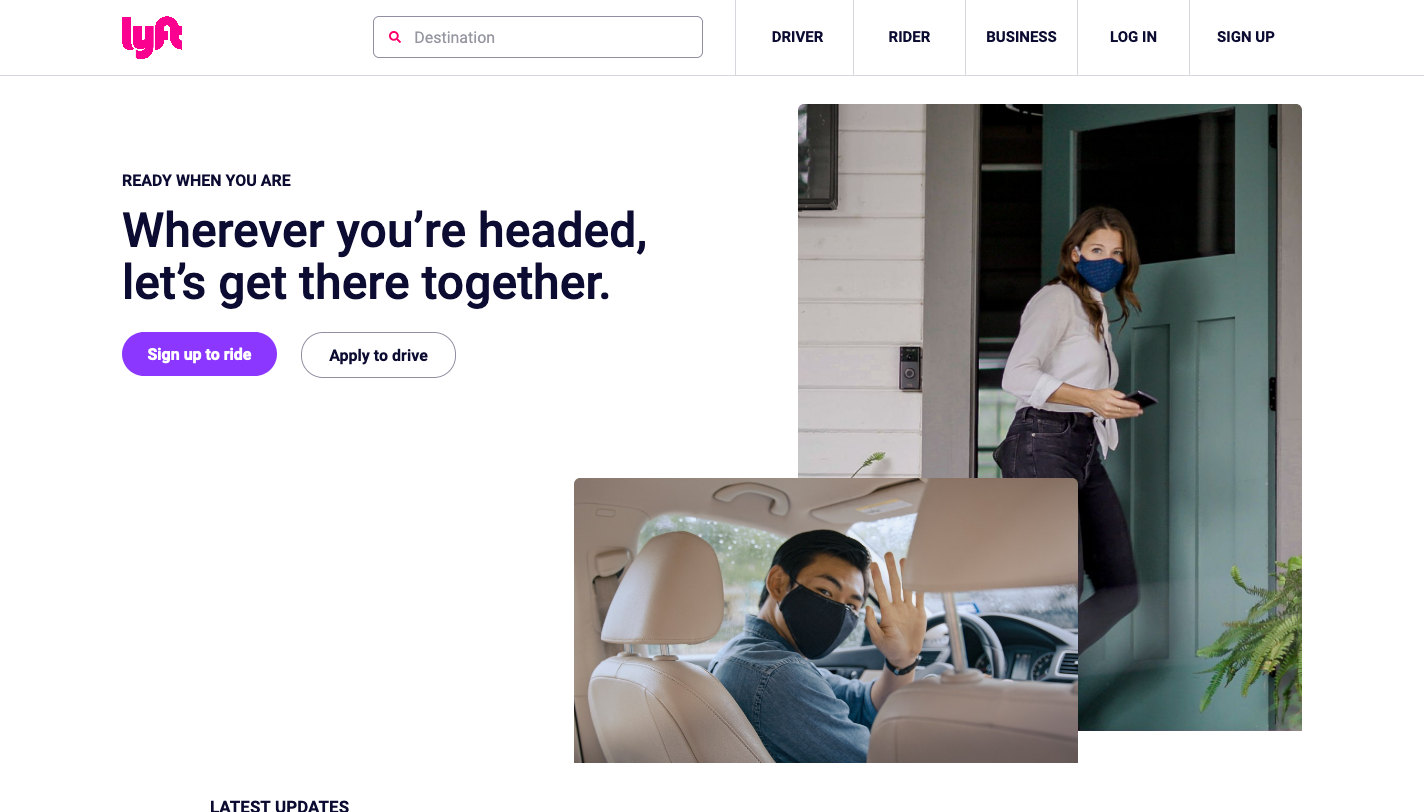 lyft
Destination
DRIVER
RIDER
BUSINESS
LOG IN
SIGN UP
READY WHEN YOU ARE
Wherever you’re headed,
let’s get there together.
Sign up to ride
Apply to drive
LATEST UPDATES